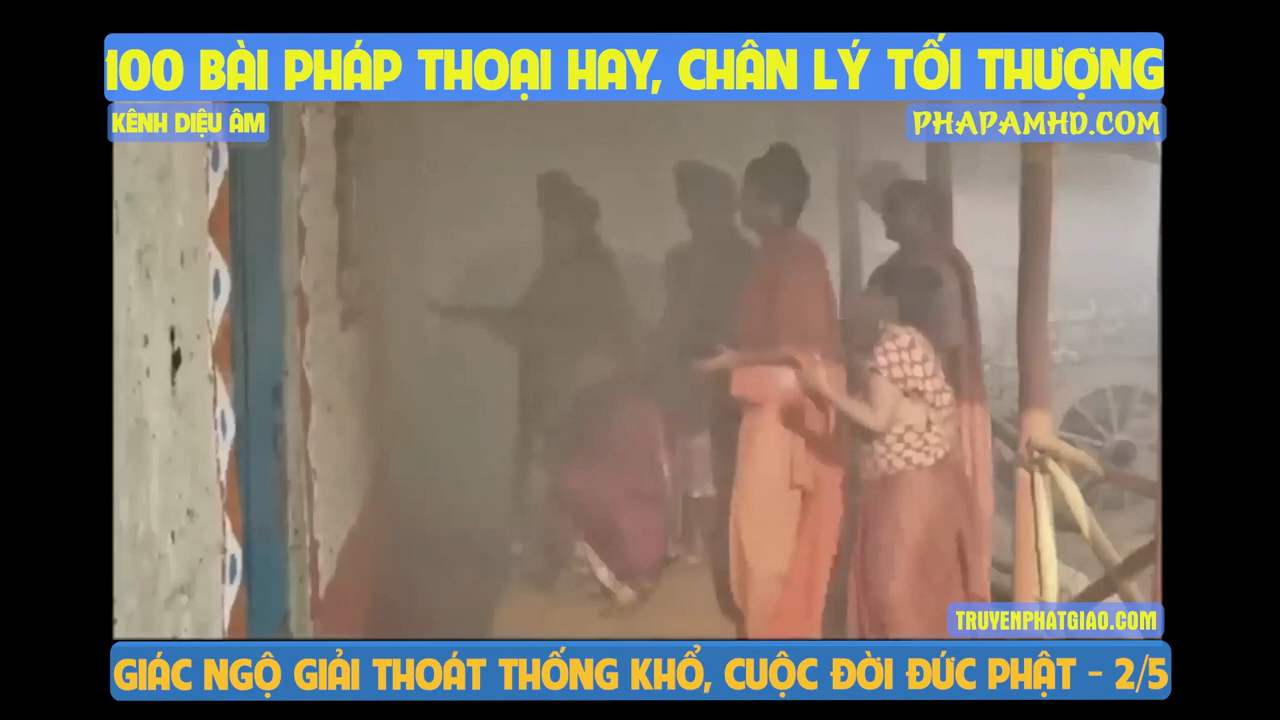 100 BÀI PHÁP THOẠI HAY, CHÂN LÝ TỐI THƯỢNG
KÊNH DIỆU ÂM
PHAPAMHD.COM
TRUYENPHATGIAO.COM
GIÁC NGỘ GIẢI THOÁT THỐNG KHỔ, CUỘC ĐỜI ĐỨC PHẬT - 2/5